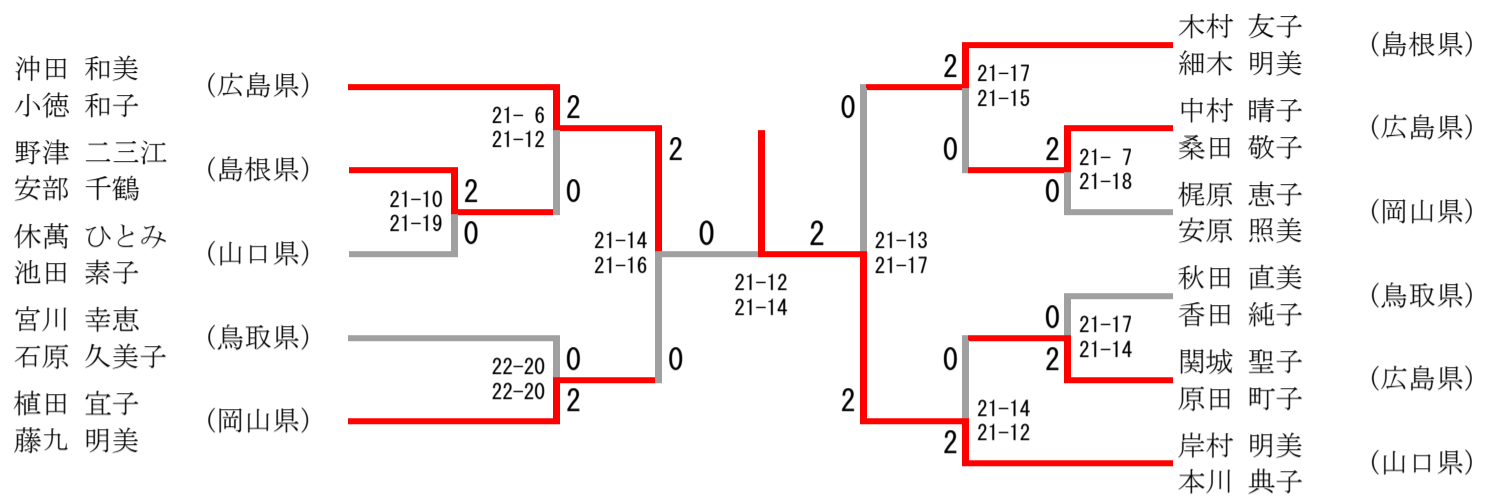 沖田 和美
小徳 和子
(広島県)
野津 二三江
安部 千鶴
(島根県)
休萬 ひとみ
池田 素子
(山口県)
宮川 幸恵
石原 久美子
(鳥取県)
植田 宜子
藤九 明美
(岡山県)
21- 6
21-12
2
0
21-10
21-19
2
0
22-20
22-20
0
2
21-14
21-16
2
0
0
2
21-12
21-14
0
2
21-13
21-17
2
0
21-17
21-15
2
0
21- 7
21-18
0
2
21-17
21-14
0
2
21-14
21-12
木村 友子
細木 明美
(島根県)
中村 晴子
桑田 敬子
(広島県)
梶原 恵子
安原 照美
(岡山県)
秋田 直美
香田 純子
(鳥取県)
関城 聖子
原田 町子
(広島県)
岸村 明美
本川 典子
(山口県)